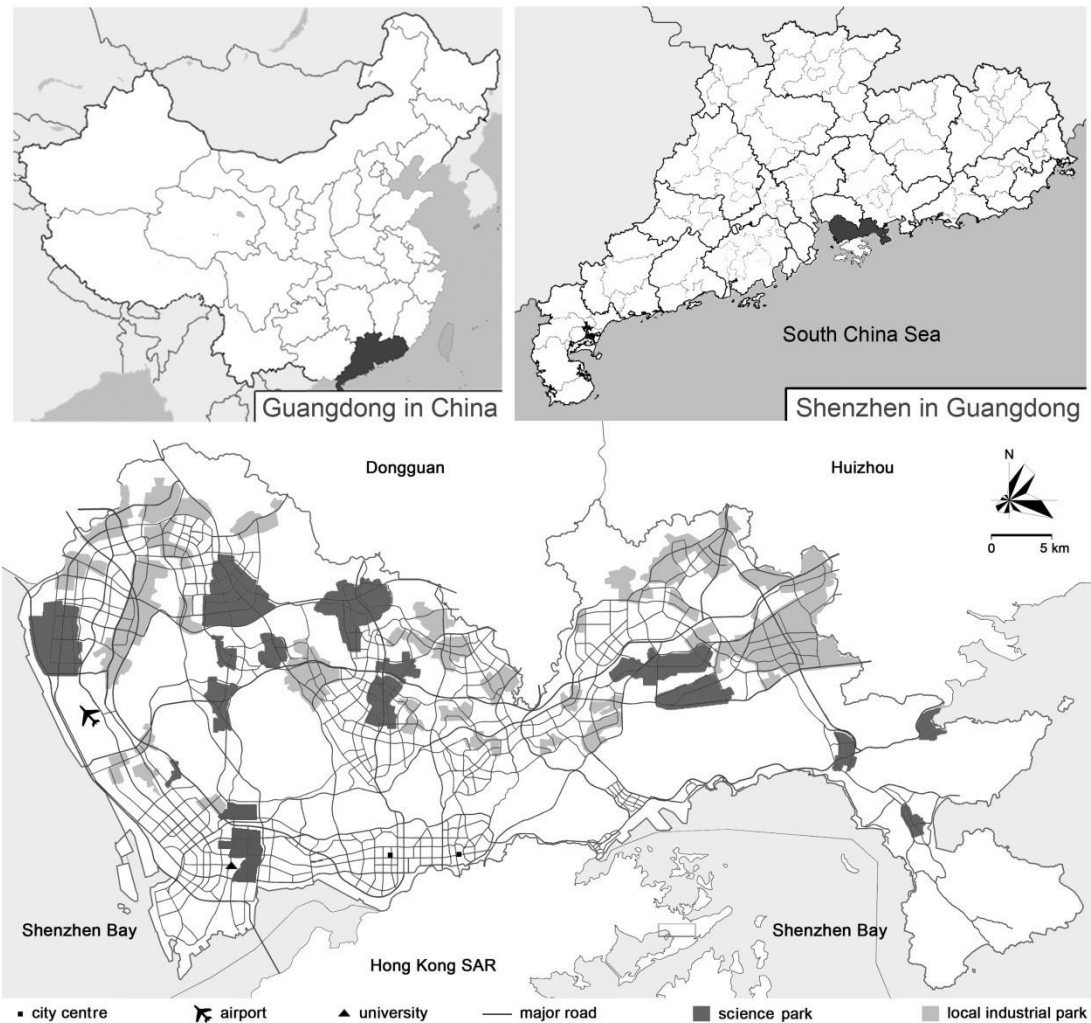 Guangdong in China
South China Sea
Shenzhen in Guangdong
Dongguan
Huizhou
N
0 5 km
Shenzhen Bay
Shenzhen Bay
Hong Kong SAR
city centre airport university major road science park local industrial park